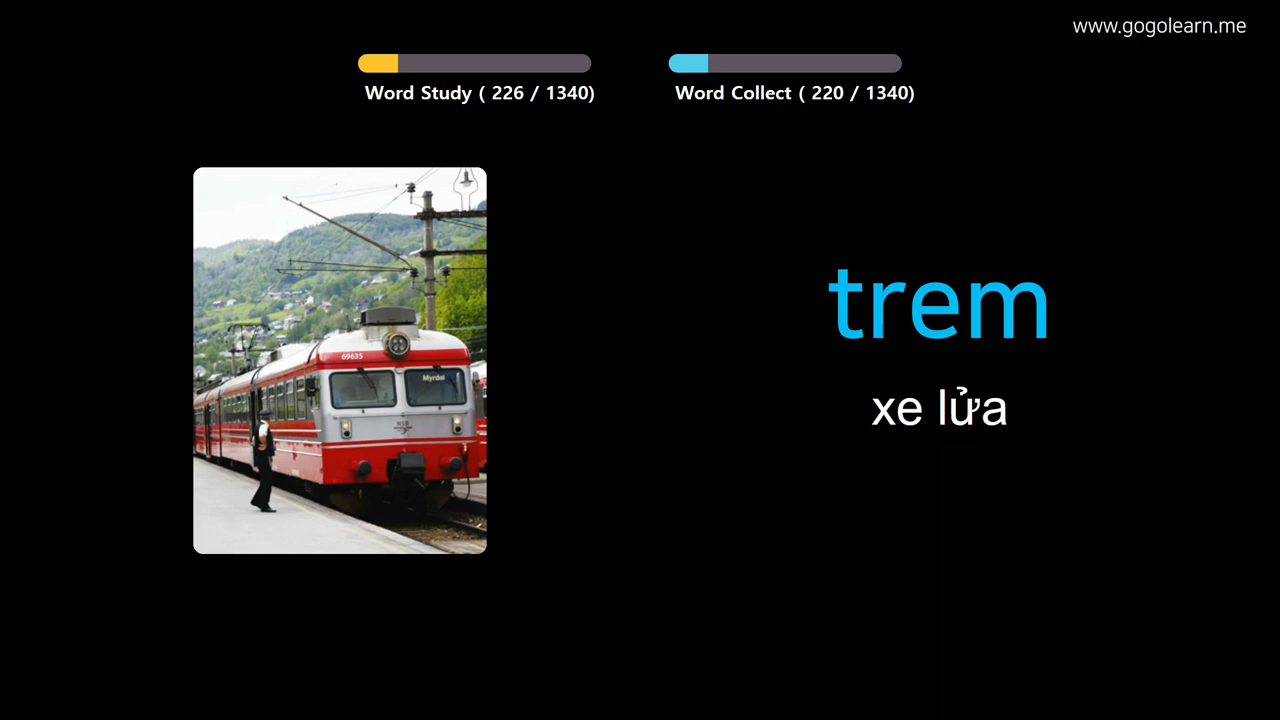 www.gogolearn.me
Word Study ( 226 / 1340)
Word Collect ( 220 / 1340)
69635
Myrdal
trem
xe lửa